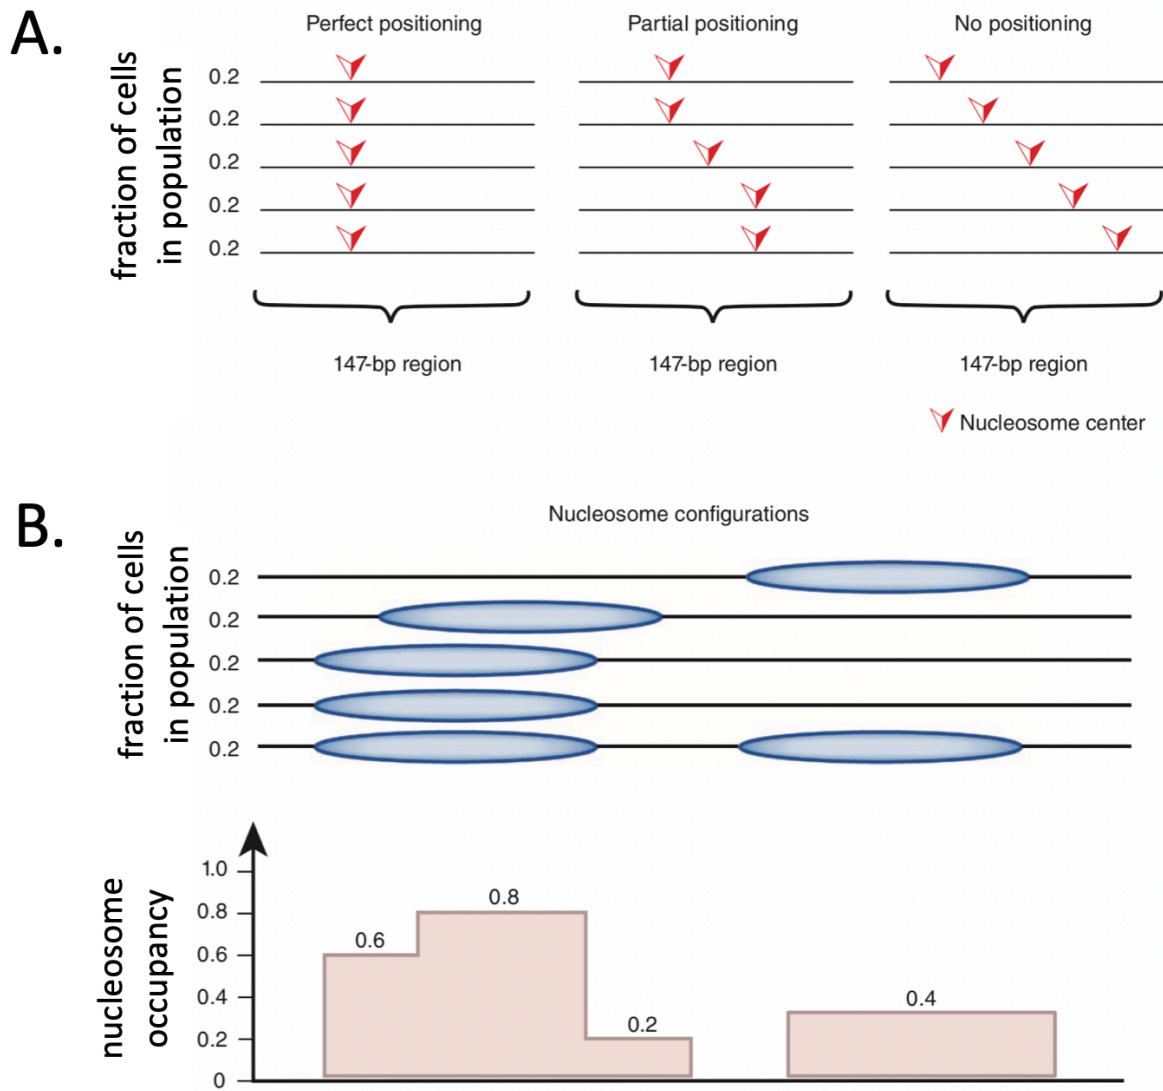 A.
fraction of cells
in population
Perfect positioning
Partial positioning
No positioning
0.2
0.2
0.2
0.2
0.2
147-bp region
147-bp region
147-bp region
Nucleosome center
B.
fraction of cells
in population
Nucleosome configurations
0.2
0.2
0.2
0.2
0.2
nucleosome
occupancy
1.0
0.8
0.6
0.4
0.2
0
0.6
0.8
0.2
0.4